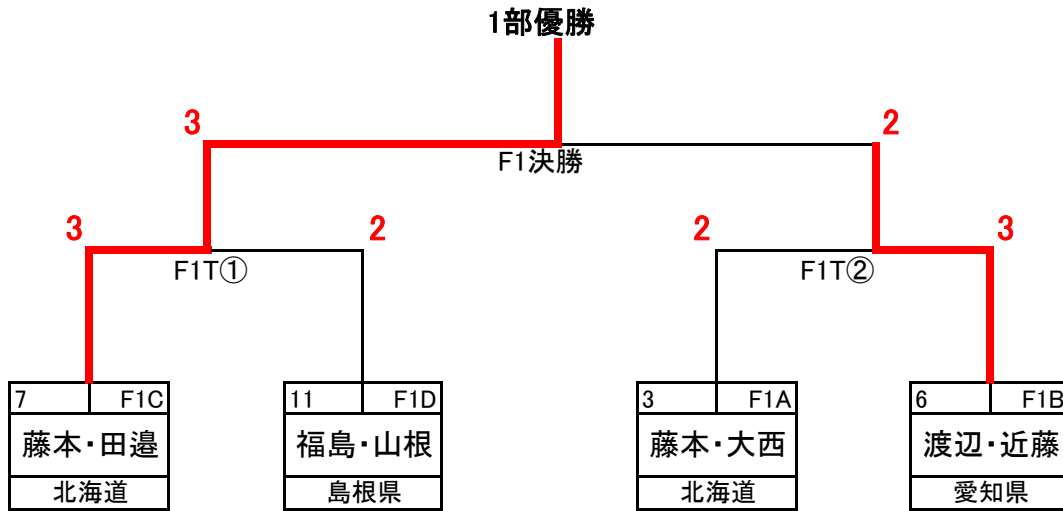 1部優勝
3
2
F1決勝
3
2
2
3
F1T①
F1T②
7 F1C
11 F1D
3 F1A
6 F1B
藤本・田邉
福島・山根
藤本・大西
渡辺・近藤
北海道
島根県
北海道
愛知県